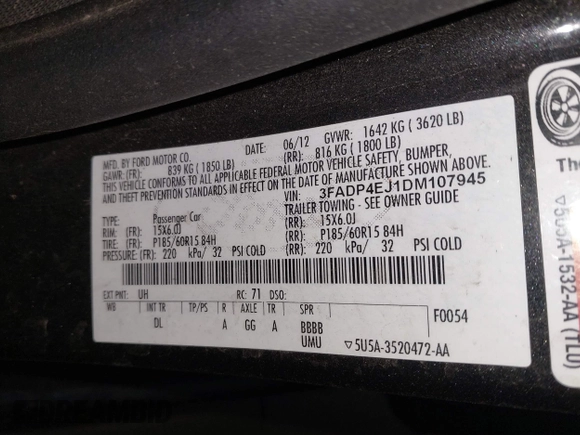 MFD. BY FORD MOTOR CO. DATE: 06/12 GVWR: 1642 KG ( 3620 LB)
GAWR: (FR): 839 KG ( 1850 LB) (RR): 816 KG ( 1800 LB)
THIS VEHICLE CONFORMS TO ALL APPLICABLE FEDERAL MOTOR VEHICLE SAFETY, BUMPER,
AND THEFT PREVENTION STANDARDS IN EFFECT ON THE DATE OF MANUFACTURE SHOWN ABOVE
VIN: 3FADP4EJ1DM107945
TYPE: Passenger Car TRAILER TOWING - SEE OWNER GUIDE
RIM: (FR): 15X6.0J (RR): 15X6.0J
TIRE: (FR): P185/60R15 84H (RR): P185/60R15 84H
PRESSURE: (FR): 220 kPa/ 32 PSI COLD (RR): 220 kPa/ 32 PSI COLD
EXT PNT: UH RC: 71 DSO:
WB INT TR TP/PS R AXLE TR SPR F0054
DL A GG A BBBB
UMU ▽5U5A-3520472-AA
The
▽5U5A-1532-AA (TL0)